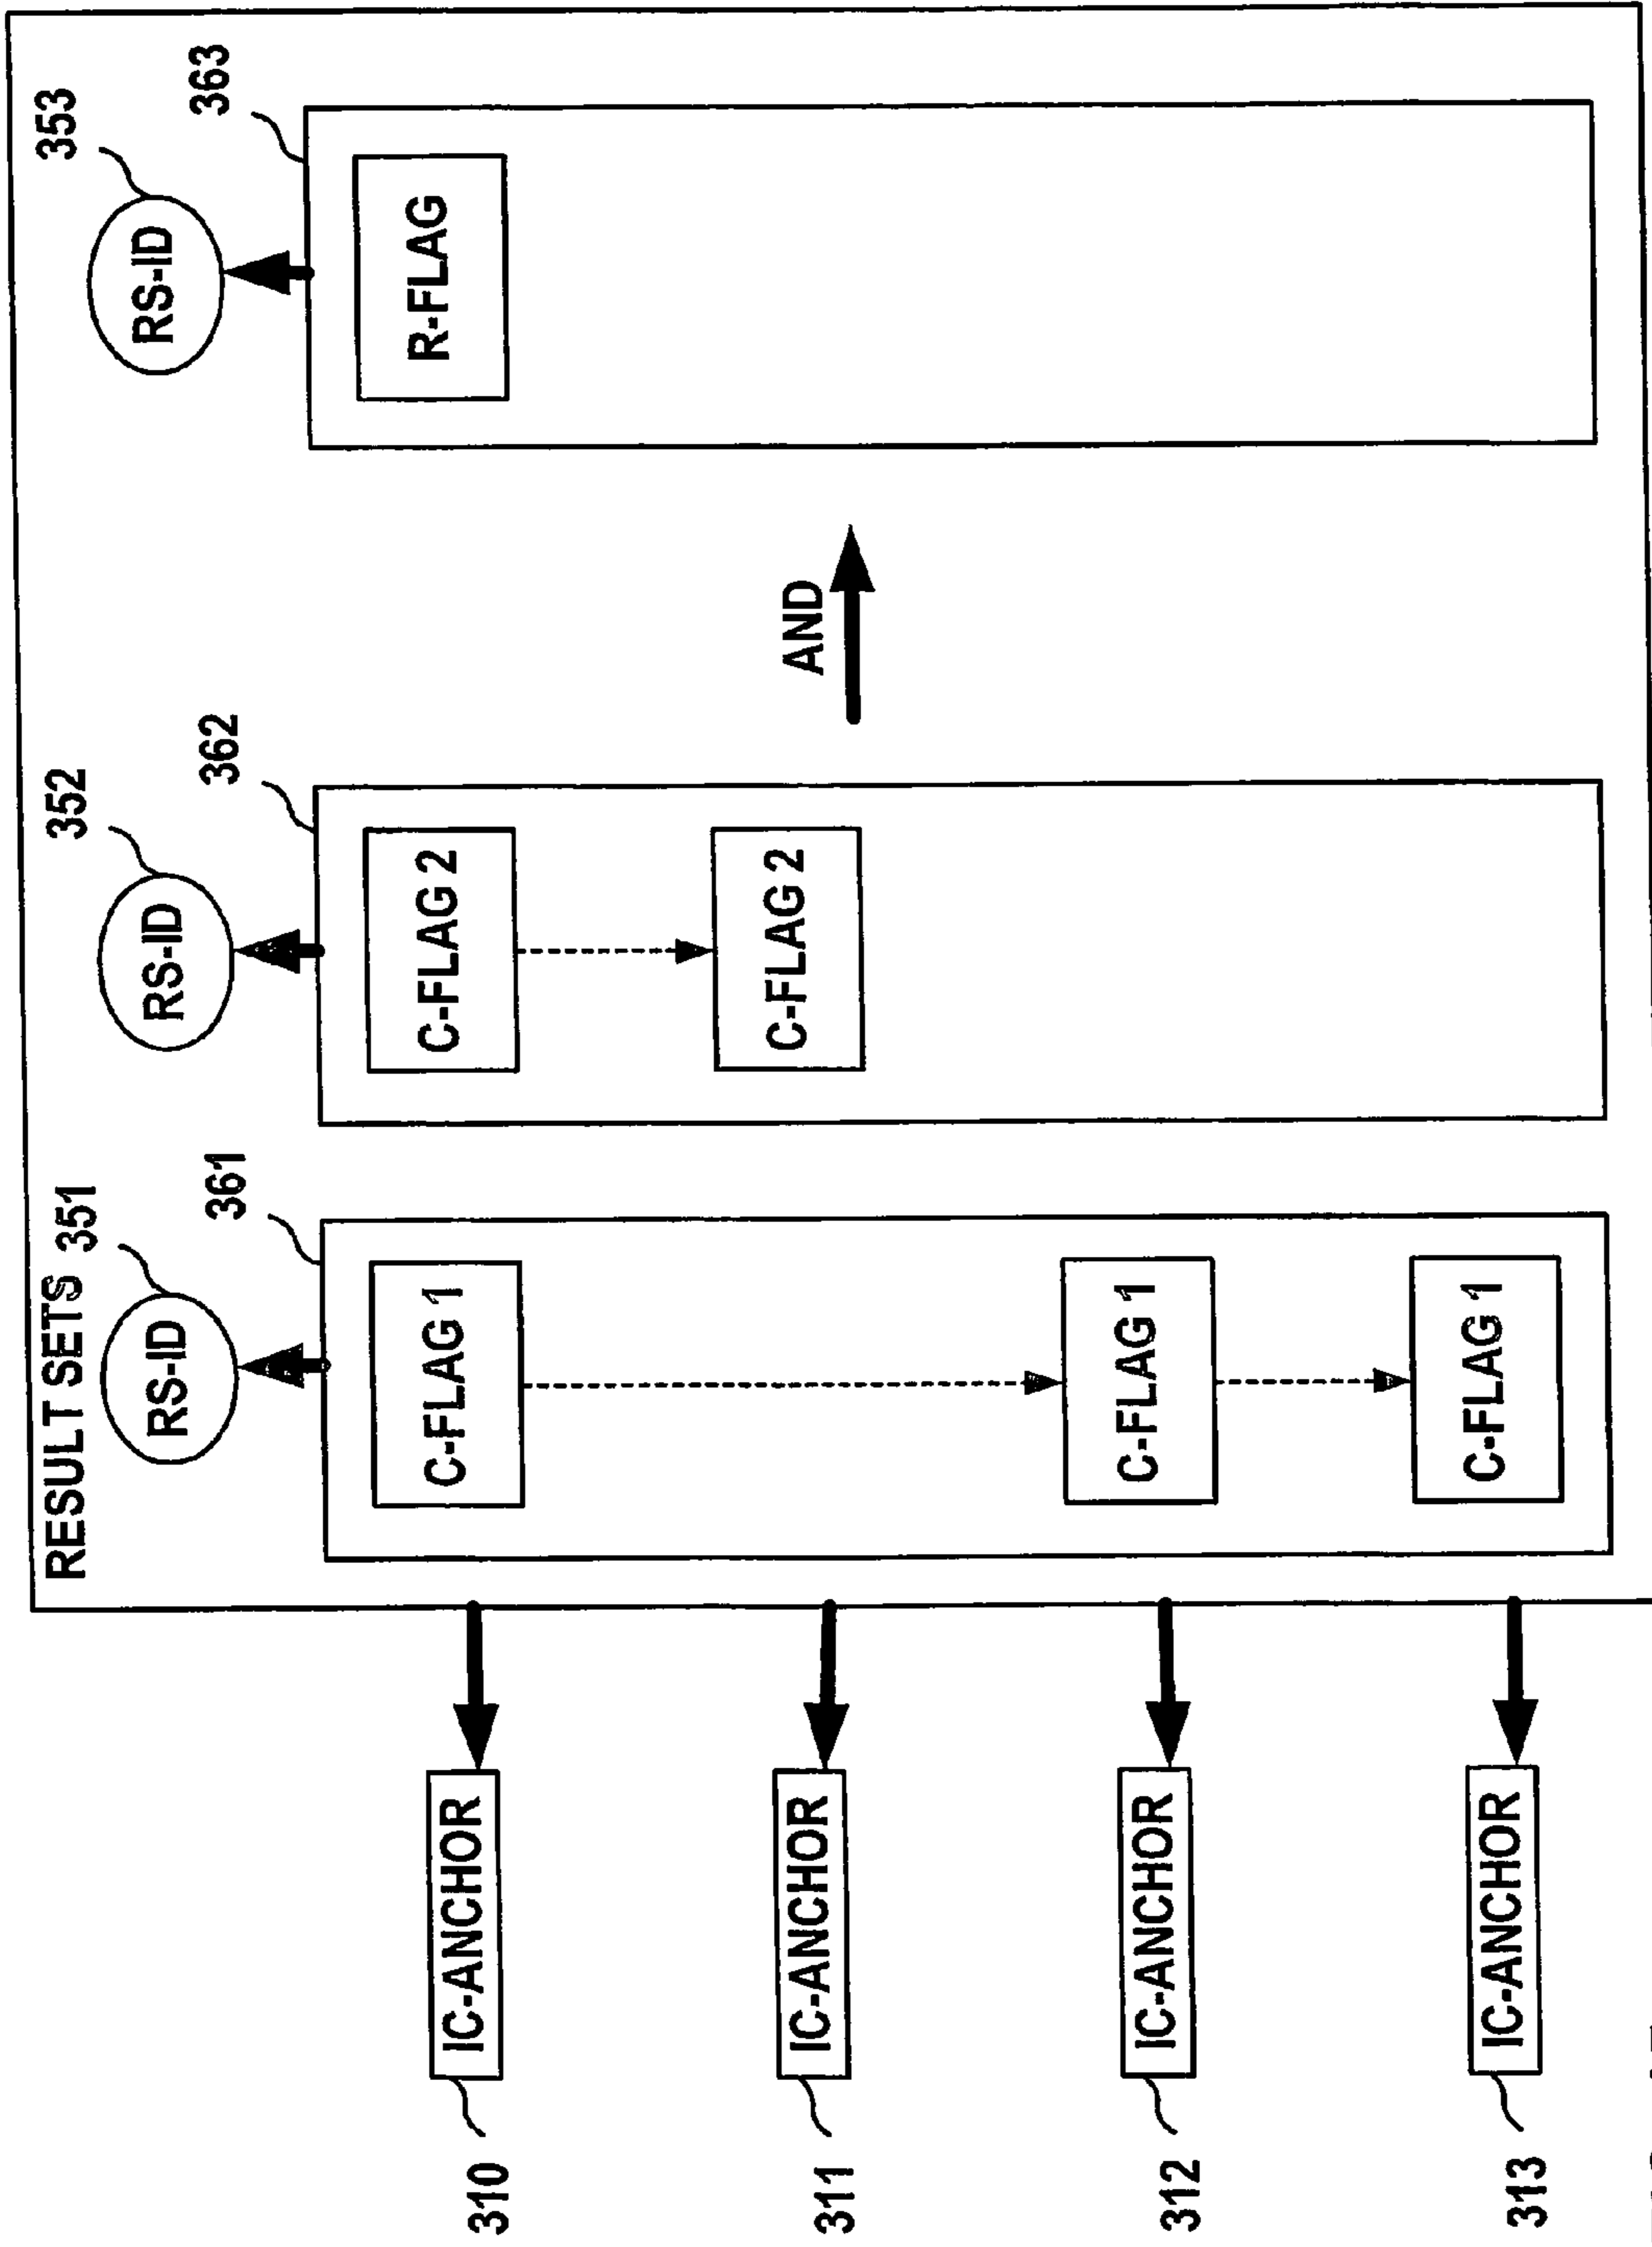 RESULT SETS 351 352 353
RS-ID RS-ID RS-ID
361 362 363
310 IC-ANCHOR C-FLAG 1 C-FLAG 2 R-FLAG
311 IC-ANCHOR C-FLAG 2 AND
312 IC-ANCHOR C-FLAG 1
313 IC-ANCHOR C-FLAG 1